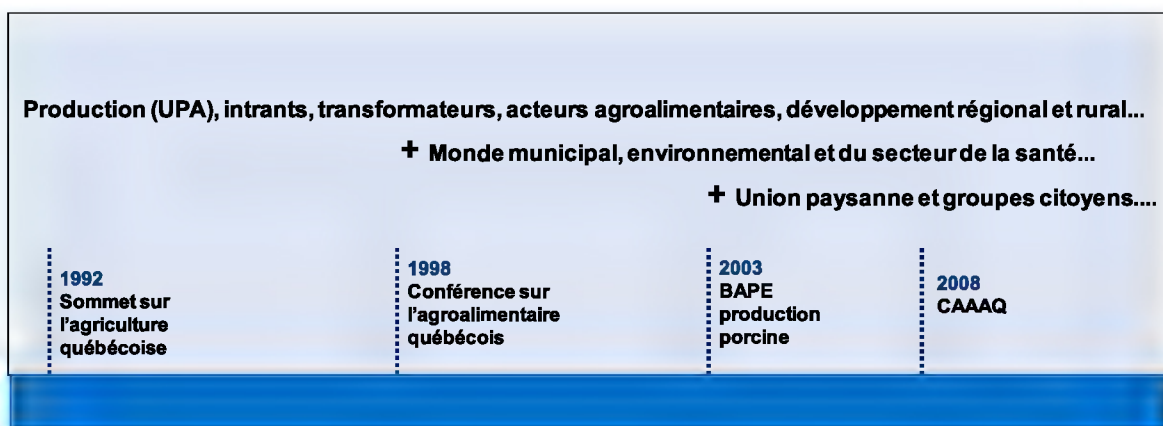 Production (UPA), intrants, transformateurs, acteurs agroalimentaires, développement régional et rural...
+ Monde municipal, environnemental et du secteur de la santé...
+ Union paysanne et groupes citoyens....
1992
Sommet sur
l'agriculture
québécoise
1998
Conférence sur
l'agroalimentaire
québécois
2003
BAPE
production
porcine
2008
CAAAQ